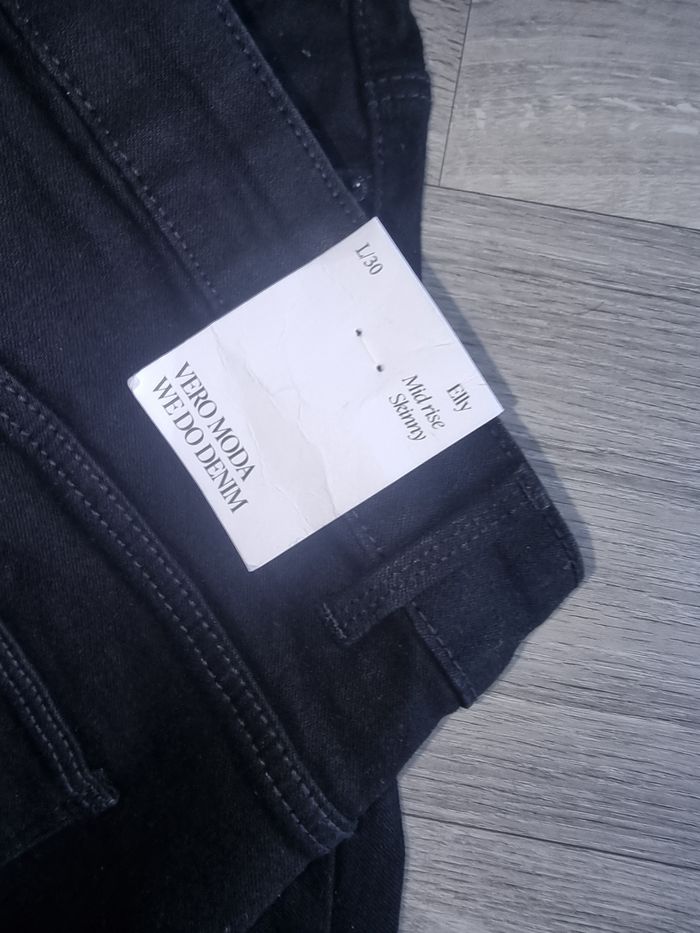 L/30
Elly
Mid rise
Skinny
VERO MODA
WE DO DENIM